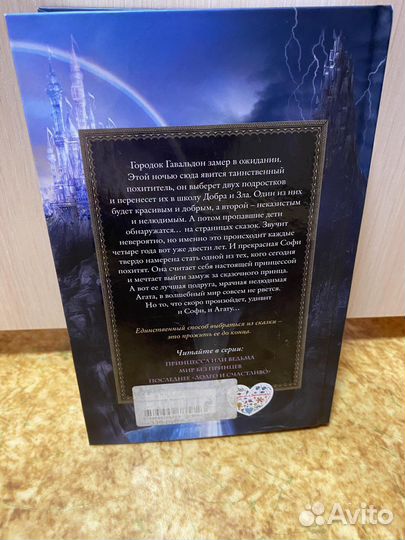 Городок Гавальдон замер в ожидании.
Этой ночью сюда явится таинственный
похититель, он выберет двух подростков
и перенесет их в школу Добра и Зла. Один из них
будет красивым и добрым, а второй – неказистым
и нелюдимым. А потом пропавшие дети
обнаружатся... на страницах сказок. Звучит
невероятно, но именно это происходит каждые
четыре года вот уже двести лет. И прекрасная Софи
твердо намерена стать одной из тех, кого сегодня
похитят. Она считает себя настоящей принцессой
и мечтает выйти замуж за сказочного принца.
А вот ее лучшая подруга, мрачная нелюдимая
Агата, в волшебный мир совсем не рвется.
Но то, что скоро произойдет, удивит
и Софи, и Агату...
Единственный способ выбраться из сказки –
это прожить ее до конца.
Читайте в серии:
ПРИНЦЕССА ИЛИ ВЕДЬМА
МИР БЕЗ ПРИНЦЕВ
ПОСЛЕДНЕЕ «ДОЛГО И СЧАСТЛИВО»
Avito